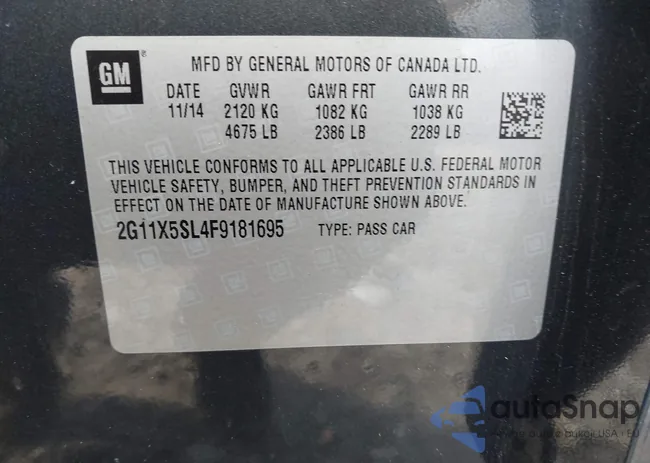 GM
MFD BY GENERAL MOTORS OF CANADA LTD.
DATE GVWR GAWR FRT GAWR RR
11/14 2120 KG 1082 KG 1038 KG
4675 LB 2386 LB 2289 LB
THIS VEHICLE CONFORMS TO ALL APPLICABLE U.S. FEDERAL MOTOR
VEHICLE SAFETY, BUMPER, AND THEFT PREVENTION STANDARDS IN
EFFECT ON THE DATE OF MANUFACTURE SHOWN ABOVE.
2G11X5SL4F9181695 TYPE: PASS CAR
autoSnap
USA - EU